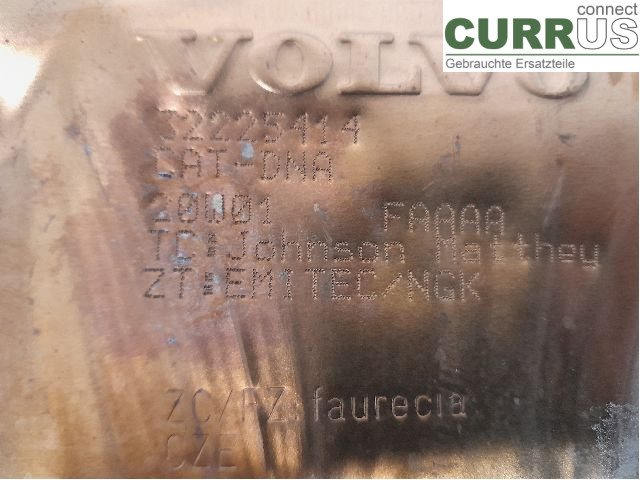 connect
CURRUS
Gebrauchte Ersatzteile
VOLVO
32225414
CAT-DNA
20W01 FAAAA
TC:Johnson Matthey
ZT:EMITEC/NGK
ZC/PZ:faurecia
CZE